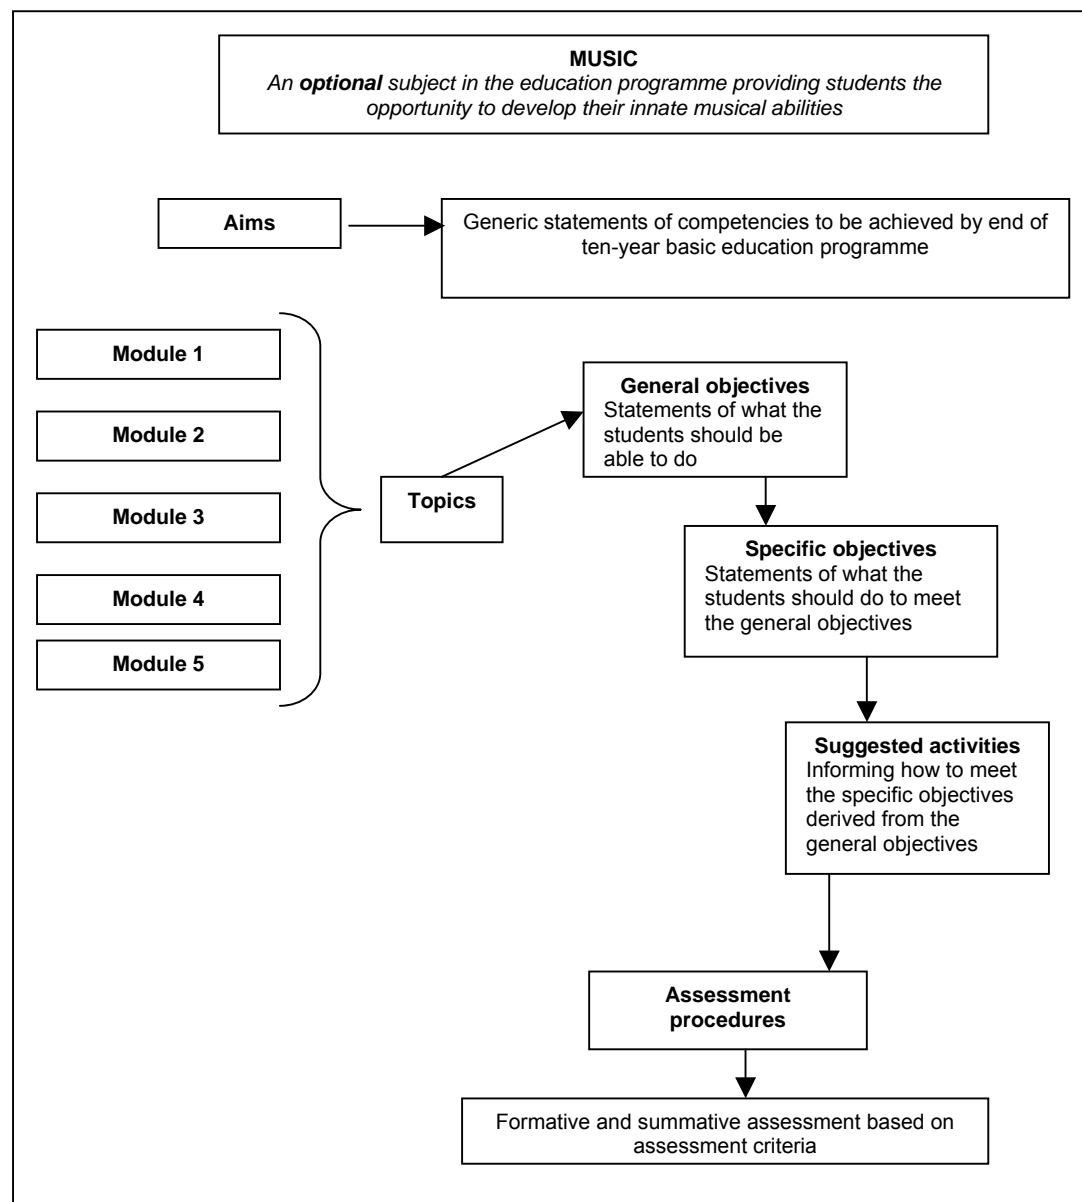 MUSIC
An optional subject in the education programme providing students the
opportunity to develop their innate musical abilities
Aims
Generic statements of competencies to be achieved by end of
ten-year basic education programme
Module 1
Module 2
Module 3
Module 4
Module 5
Topics
General objectives
Statements of what the
students should be
able to do
Specific objectives
Statements of what the
students should do to meet
the general objectives
Suggested activities
Informing how to meet
the specific objectives
derived from the
general objectives
Assessment
procedures
Formative and summative assessment based on
assessment criteria